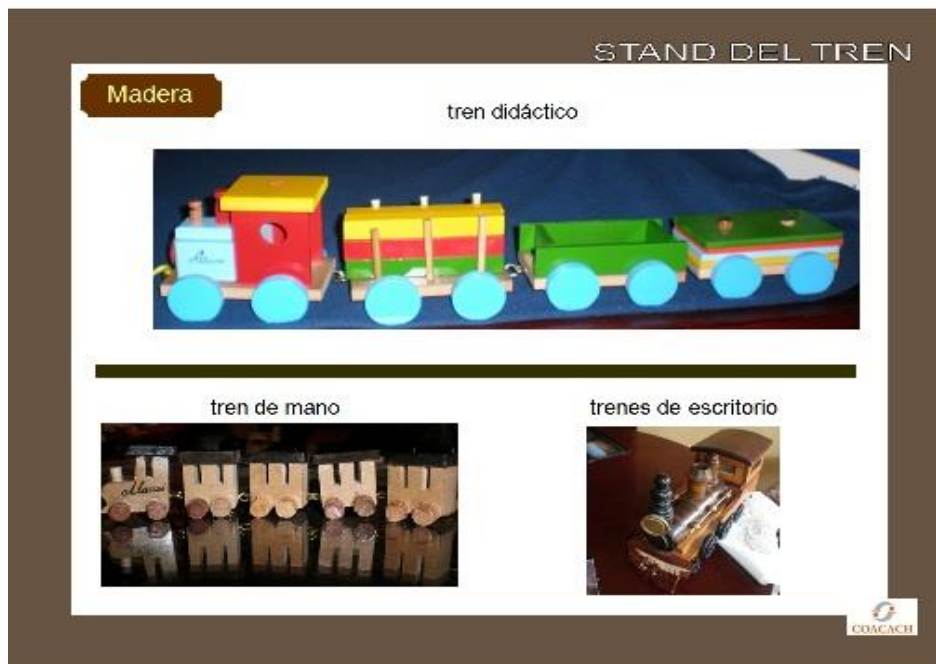 STAND DEL TREN
Madera
tren didáctico
tren de mano
trenes de escritorio
COACACH